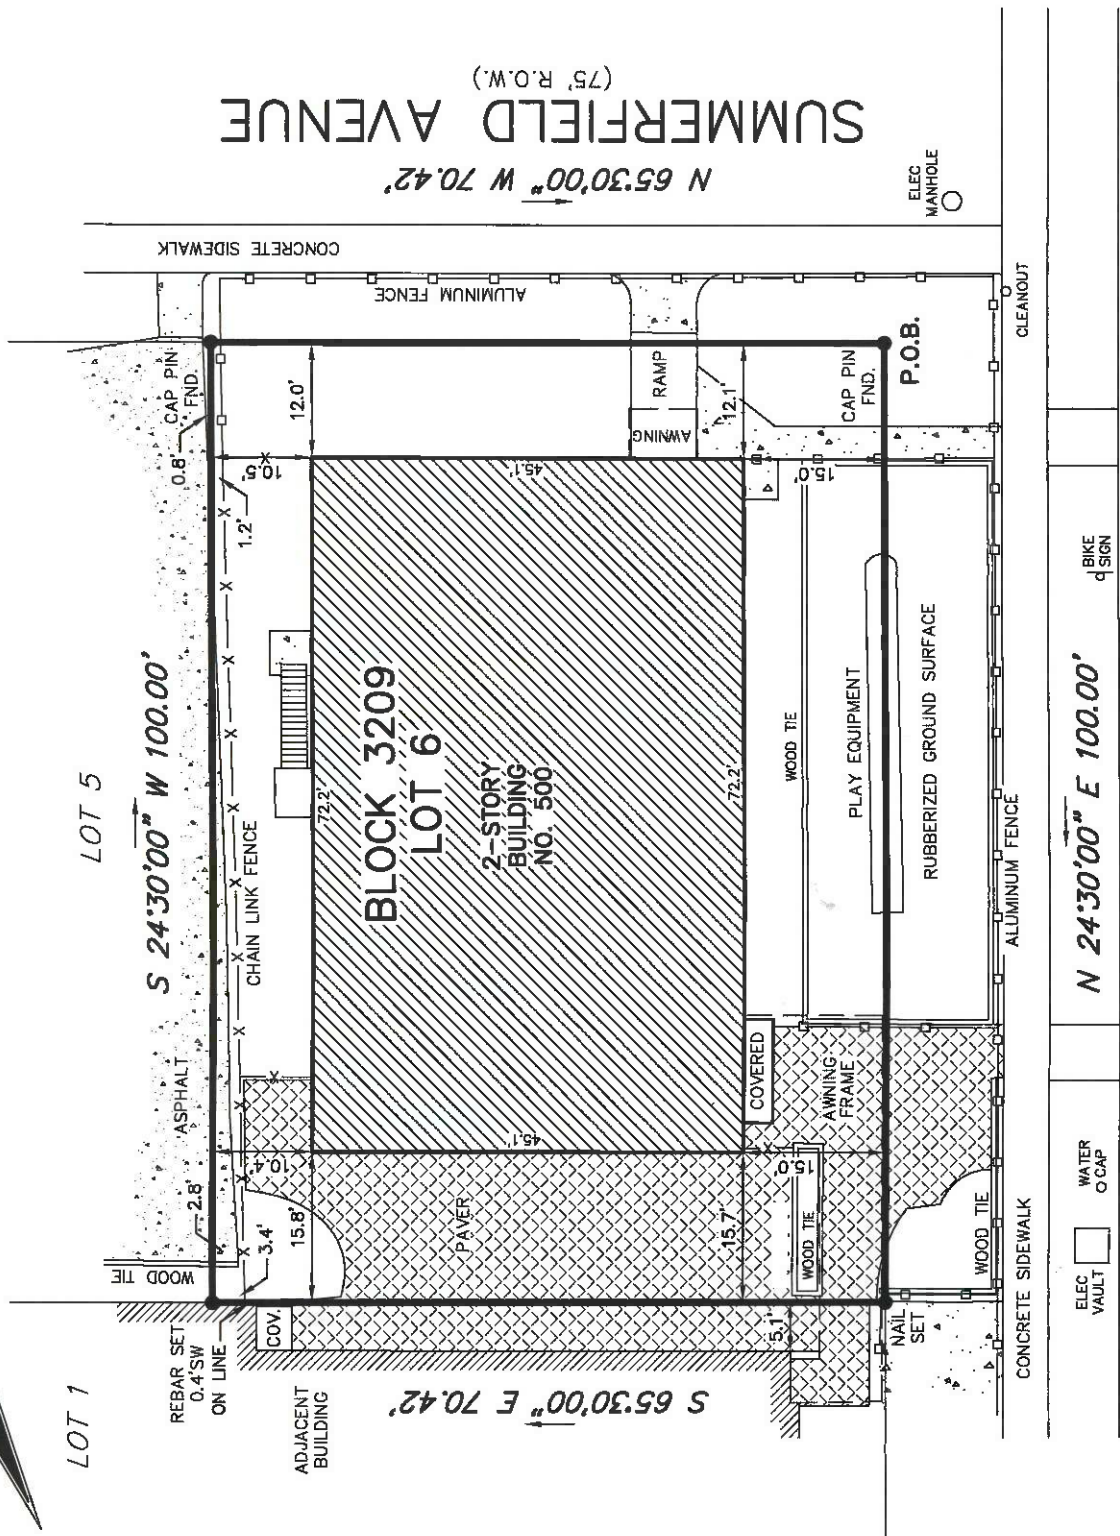 SUMMERFIELD AVENUE
(75' R.O.W.)
N 65°30'00" W 70.42'
ELEC
MANHOLE
CONCRETE SIDEWALK
ALUMINUM FENCE
CLEANOUT
P.O.B.
CAP PIN
FND.
CAP PIN
FND.
0.8'
12.0'
RAMP
AWNING
12.1'
10.5'
45.1'
15.0'
1.2'
LOT 5
S 24°30'00" W 100.00'
CHAIN LINK FENCE
ASPHALT
72.2'
BLOCK 3209
LOT 6
2-STORY
BUILDING
NO. 500
72.2'
WOOD TIE
PLAY EQUIPMENT
RUBBERIZED GROUND SURFACE
ALUMINUM FENCE
N 24°30'00" E 100.00'
BIKE
SIGN
COVERED
AWNING
FRAME
45.1'
10.4'
15.0'
2.8'
3.4'
15.8'
PAVER
15.7'
WOOD TIE
WOOD TIE
WOOD TIE
CONCRETE SIDEWALK
ELEC
VAULT
WATER
CAP
REBAR SET
0.4'SW
ON LINE
COV.
5.1'
NAIL
SET
LOT 1
ADJACENT
BUILDING
S 65°30'00" E 70.42'